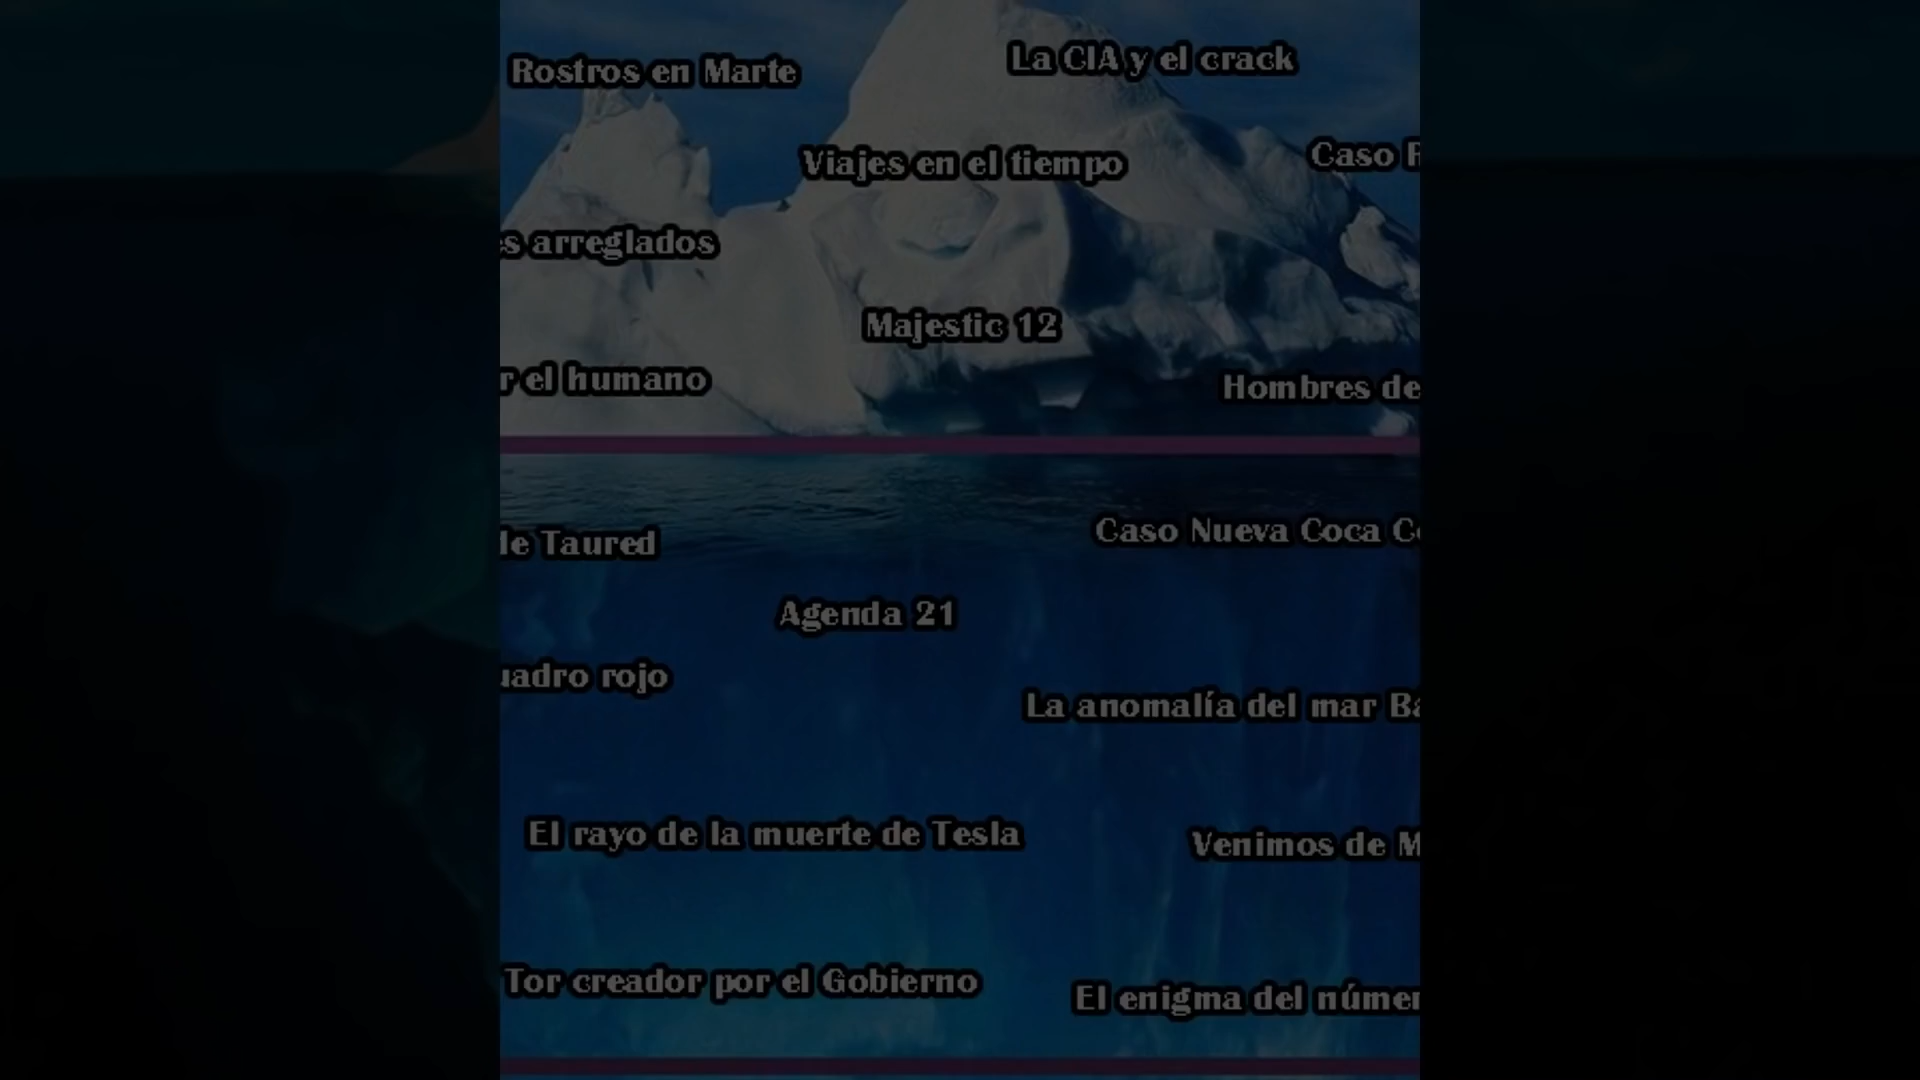 La CIA y el crack
Rostros en Marte
Caso
Viajes en el tiempo
arreglados
Majestic 12
el humano
Hombres de
Caso Nueva Coca
Taured
Agenda 21
rojo
La anomalía del mar
El rayo de la muerte de Tesla
Venimos de
Tor creador por el Gobierno
El enigma del